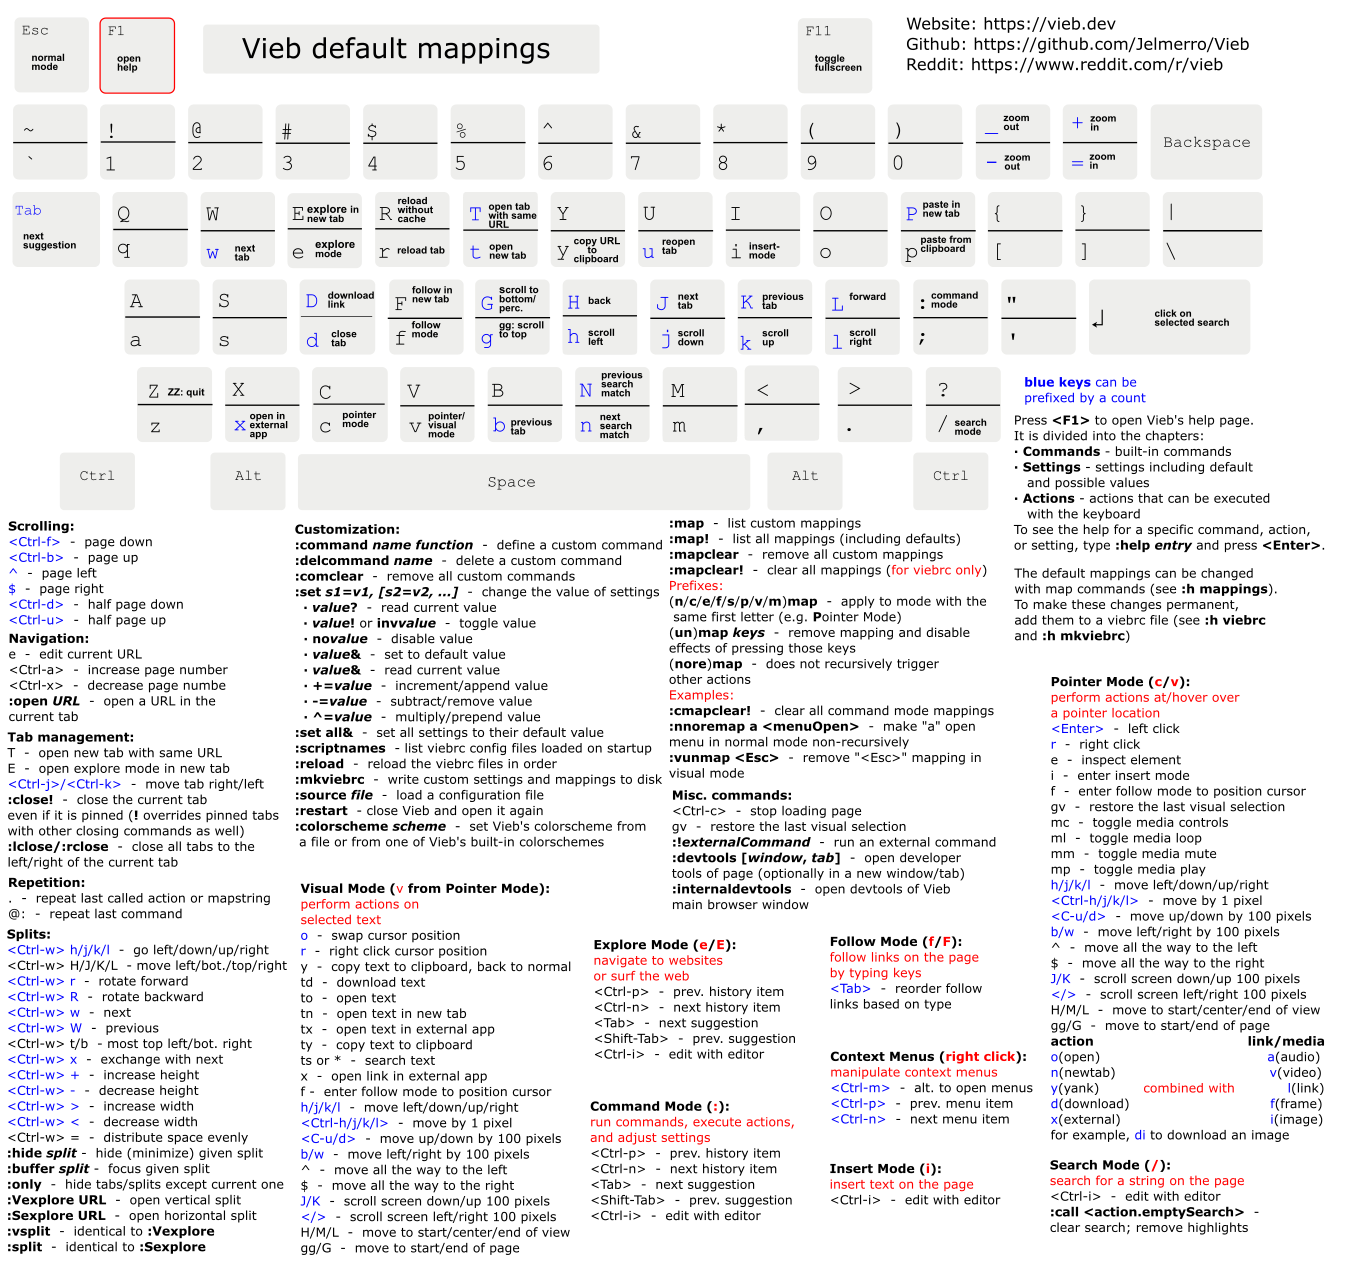 Esc
normal
mode
F1
open
help
Vieb default mappings
F11
toggle
fullscreen
Website: https://vieb.dev
Github: https://github.com/Jelmerro/Vieb
Reddit: https://www.reddit.com/r/vieb
~
`
!
1
@
2
#
3
$
4
%
5
^
6
&
7
*
8
(
9
)
0
_ zoom
out
- zoom
out
+ zoom
in
= zoom
in
Backspace
Tab
next
suggestion
Q
q
W
w next
tab
E explore in
new tab
e explore
mode
R reload
without
cache
r reload tab
T open tab
with same
URL
t open
new tab
Y
y copy URL
to
clipboard
U
u reopen
tab
I
i insert-
mode
O
o
P paste in
new tab
p paste from
clipboard
{
[
}
]
|
\
A
a
S
s
D download
link
d close
tab
F follow in
new tab
f follow
mode
G scroll to
bottom/
perc.
g gg: scroll
to top
H back
h scroll
left
J next
tab
j scroll
down
K previous
tab
k scroll
up
L forward
l scroll
right
: command
mode
;
"
'
click on
selected search
Z ZZ: quit
z
X
x open in
external
app
C
c pointer
mode
V
v pointer/
visual
mode
B
b previous
tab
N previous
search
match
n next
search
match
M
m
<
,
>
.
?
/ search
mode
Ctrl
Alt
Space
Alt
Ctrl
blue keys can be
prefixed by a count
Press <F1> to open Vieb's help page.
It is divided into the chapters:
· Commands - built-in commands
· Settings - settings including default
and possible values
· Actions - actions that can be executed
with the keyboard
To see the help for a specific command, action,
or setting, type :help entry and press <Enter>.
The default mappings can be changed
with map commands (see :h mappings).
To make these changes permanent,
add them to a viebrc file (see :h viebrc
and :h mkviebrc)
Scrolling:
<Ctrl-f> - page down
<Ctrl-b> - page up
^ - page left
$ - page right
<Ctrl-d> - half page down
<Ctrl-u> - half page up
Navigation:
e - edit current URL
<Ctrl-a> - increase page number
<Ctrl-x> - decrease page numbe
:open URL - open a URL in the
current tab
Tab management:
T - open new tab with same URL
E - open explore mode in new tab
<Ctrl-j>/<Ctrl-k> - move tab right/left
:close! - close the current tab
even if it is pinned (! overrides pinned tabs
with other closing commands as well)
:lclose/:rclose - close all tabs to the
left/right of the current tab
Repetition:
. - repeat last called action or mapstring
@: - repeat last command
Splits:
<Ctrl-w> h/j/k/l - go left/down/up/right
<Ctrl-w> H/J/K/L - move left/bot./top/right
<Ctrl-w> r - rotate forward
<Ctrl-w> R - rotate backward
<Ctrl-w> w - next
<Ctrl-w> W - previous
<Ctrl-w> t/b - most top left/bot. right
<Ctrl-w> x - exchange with next
<Ctrl-w> + - increase height
<Ctrl-w> - - decrease height
<Ctrl-w> > - increase width
<Ctrl-w> < - decrease width
<Ctrl-w> = - distribute space evenly
:hide split - hide (minimize) given split
:buffer split - focus given split
:only - hide tabs/splits except current one
:Vexplore URL - open vertical split
:Sexplore URL - open horizontal split
:vsplit - identical to :Vexplore
:split - identical to :Sexplore
Customization:
:command name function - define a custom command
:delcommand name - delete a custom command
:comclear - remove all custom commands
:set s1=v1, [s2=v2, ...] - change the value of settings
· value? - read current value
· value! or invvalue - toggle value
· novalue - disable value
· value& - set to default value
· value& - read current value
· +=value - increment/append value
· -=value - subtract/remove value
· ^=value - multiply/prepend value
:set all& - set all settings to their default value
:scriptnames - list viebrc config files loaded on startup
:reload - reload the viebrc files in order
:mkviebrc - write custom settings and mappings to disk
:source file - load a configuration file
:restart - close Vieb and open it again
:colorscheme scheme - set Vieb's colorscheme from
a file or from one of Vieb's built-in colorschemes
Visual Mode (v from Pointer Mode):
perform actions on
selected text
o - swap cursor position
r - right click cursor position
y - copy text to clipboard, back to normal
td - download text
to - open text
tn - open text in new tab
tx - open text in external app
ty - copy text to clipboard
ts or * - search text
x - open link in external app
f - enter follow mode to position cursor
h/j/k/l - move left/down/up/right
<Ctrl-h/j/k/l> - move by 1 pixel
<C-u/d> - move up/down by 100 pixels
b/w - move left/right by 100 pixels
^ - move all the way to the left
$ - move all the way to the right
J/K - scroll screen down/up 100 pixels
</> - scroll screen left/right 100 pixels
H/M/L - move to start/center/end of view
gg/G - move to start/end of page
:map - list custom mappings
:map! - list all mappings (including defaults)
:mapclear - remove all custom mappings
:mapclear! - clear all mappings (for viebrc only)
Prefixes:
(n/c/e/f/s/p/v/m)map - apply to mode with the
same first letter (e.g. Pointer Mode)
(un)map keys - remove mapping and disable
effects of pressing those keys
(nore)map - does not recursively trigger
other actions
Examples:
:cmapclear! - clear all command mode mappings
:nnoremap a <menuOpen> - make "a" open
menu in normal mode non-recursively
:vunmap <Esc> - remove "<Esc>" mapping in
visual mode
Misc. commands:
<Ctrl-c> - stop loading page
gv - restore the last visual selection
:!externalCommand - run an external command
:devtools [window, tab] - open developer
tools of page (optionally in a new window/tab)
:internaldevtools - open devtools of Vieb
main browser window
Explore Mode (e/E):
navigate to websites
or surf the web
<Ctrl-p> - prev. history item
<Ctrl-n> - next history item
<Tab> - next suggestion
<Shift-Tab> - prev. suggestion
<Ctrl-i> - edit with editor
Command Mode (:):
run commands, execute actions,
and adjust settings
<Ctrl-p> - prev. history item
<Ctrl-n> - next history item
<Tab> - next suggestion
<Shift-Tab> - prev. suggestion
<Ctrl-i> - edit with editor
Follow Mode (f/F):
follow links on the page
by typing keys
<Tab> - reorder follow
links based on type
Context Menus (right click):
manipulate context menus
<Ctrl-m> - alt. to open menus
<Ctrl-p> - prev. menu item
<Ctrl-n> - next menu item
Insert Mode (i):
insert text on the page
<Ctrl-i> - edit with editor
Pointer Mode (c/v):
perform actions at/hover over
a pointer location
<Enter> - left click
r - right click
e - inspect element
i - enter insert mode
f - enter follow mode to position cursor
gv - restore the last visual selection
mc - toggle media controls
ml - toggle media loop
mm - toggle media mute
mp - toggle media play
h/j/k/l - move left/down/up/right
<Ctrl-h/j/k/l> - move by 1 pixel
<C-u/d> - move up/down by 100 pixels
b/w - move left/right by 100 pixels
^ - move all the way to the left
$ - move all the way to the right
J/K - scroll screen down/up 100 pixels
</> - scroll screen left/right 100 pixels
H/M/L - move to start/center/end of view
gg/G - move to start/end of page
action link/media
o(open) a(audio)
n(newtab) v(video)
y(yank) combined with l(link)
d(download) f(frame)
x(external) i(image)
for example, di to download an image
Search Mode (/):
search for a string on the page
<Ctrl-i> - edit with editor
:call <action.emptySearch> -
clear search; remove highlights